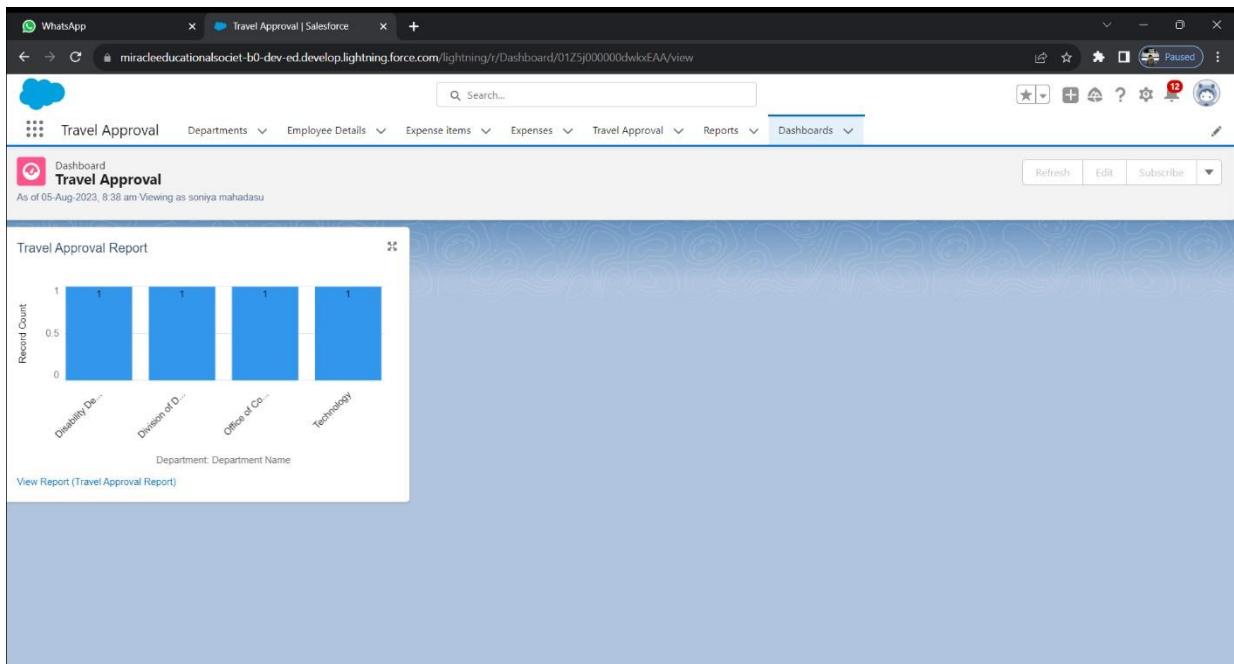 WhatsApp Travel Approval | Salesforce
miracleeducationalsociet-b0-dev-ed.develop.lightning.force.com/lightning/r/Dashboard/01Z5j000000dwkxEAA/view Paused
Search... 12
Travel Approval Departments Employee Details Expense items Expenses Travel Approval Reports Dashboards
Dashboard
Travel Approval
Refresh Edit Subscribe
As of 05-Aug-2023, 8:38 am Viewing as soniya mahadasu
Travel Approval Report
Record Count
1
0.5
0
1 1 1 1
Disability De... Division of D... Office of Co... Technology
Department: Department Name
View Report (Travel Approval Report)